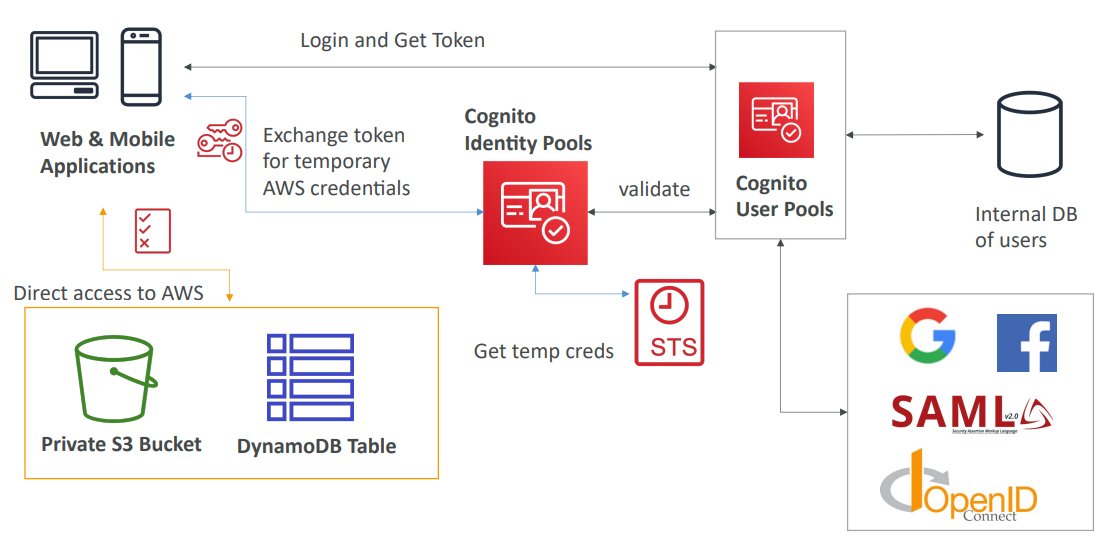 Login and Get Token
Web & Mobile
Applications
Exchange token
for temporary
AWS credentials
Cognito
Identity Pools
validate
Cognito
User Pools
Internal DB
of users
Direct access to AWS
Get temp creds
STS
Private S3 Bucket
DynamoDB Table
G
f
SAML v2.0
Security Assertion Markup Language
OpenID
Connect